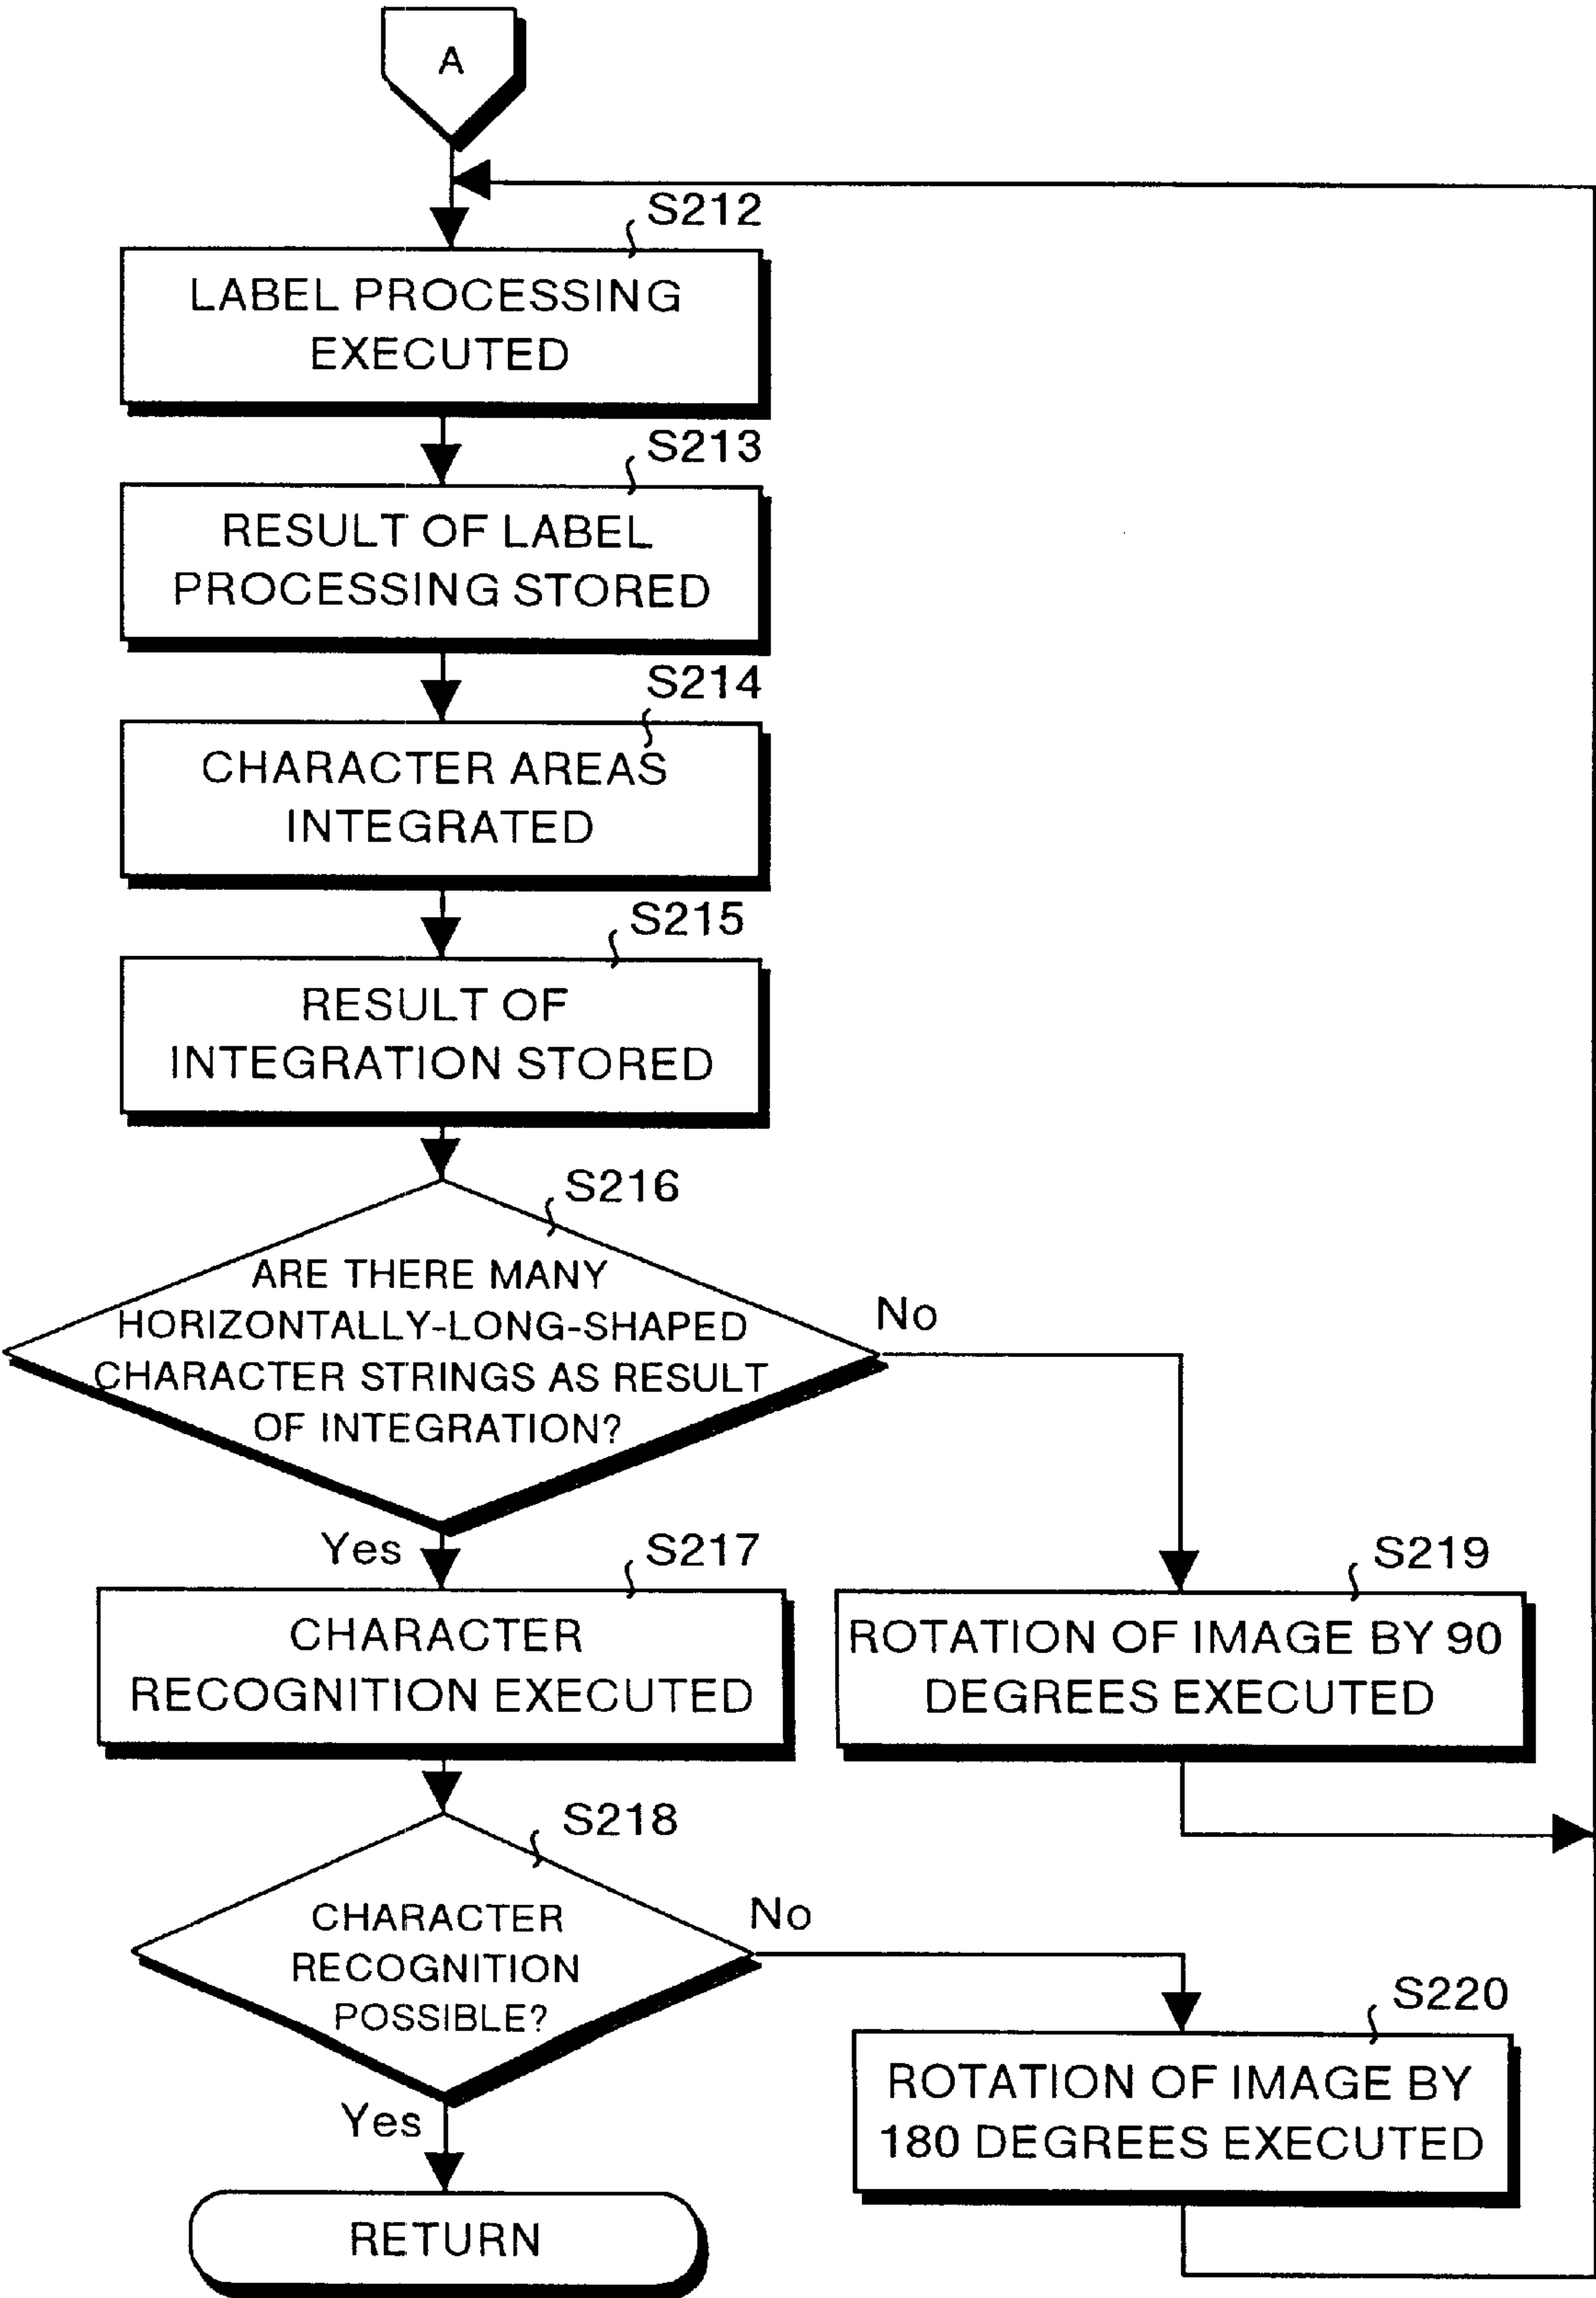 A
S212
LABEL PROCESSING
EXECUTED
S213
RESULT OF LABEL
PROCESSING STORED
S214
CHARACTER AREAS
INTEGRATED
S215
RESULT OF
INTEGRATION STORED
S216
ARE THERE MANY
HORIZONTALLY-LONG-SHAPED
CHARACTER STRINGS AS RESULT
OF INTEGRATION?
No
Yes
S217
CHARACTER
RECOGNITION EXECUTED
S219
ROTATION OF IMAGE BY 90
DEGREES EXECUTED
S218
CHARACTER
RECOGNITION
POSSIBLE?
No
Yes
S220
ROTATION OF IMAGE BY
180 DEGREES EXECUTED
RETURN